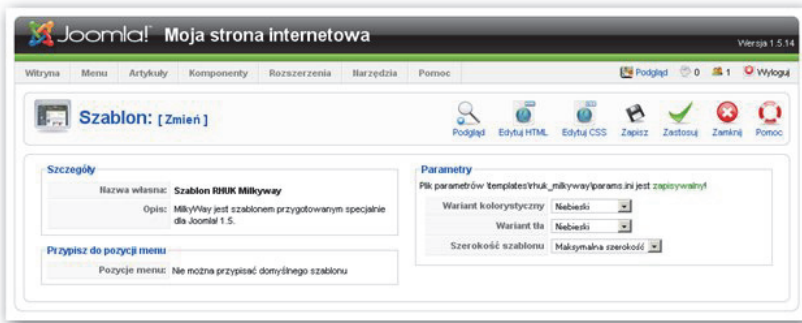 Joomla! Moja strona internetowa
Wersja 1.5.14
Witryna Menu Artykuły Komponenty Rozszerzenia Narzędzia Pomoc Podgląd 0 1 Wyloguj
Szablon: [Zmień]
Podgląd Edytuj HTML Edytuj CSS Zapisz Zastosuj Zamknij Pomoc
Szczegóły
Nazwa własna: Szablon RHUK Milkyway
Opis: MilkyWay jest szablonem przygotowanym specjalnie
dla Joomla! 1.5.
Przypisz do pozycji menu
Pozycje menu: Nie można przypisać domyślnego szablonu
Parametry
Plik parametrów \templates\rhuk_milkyway\params.ini jest zapisywalny!
Wariant kolorystyczny Niebieski
Wariant tła Niebieski
Szerokość szablonu Maksymalna szerokość